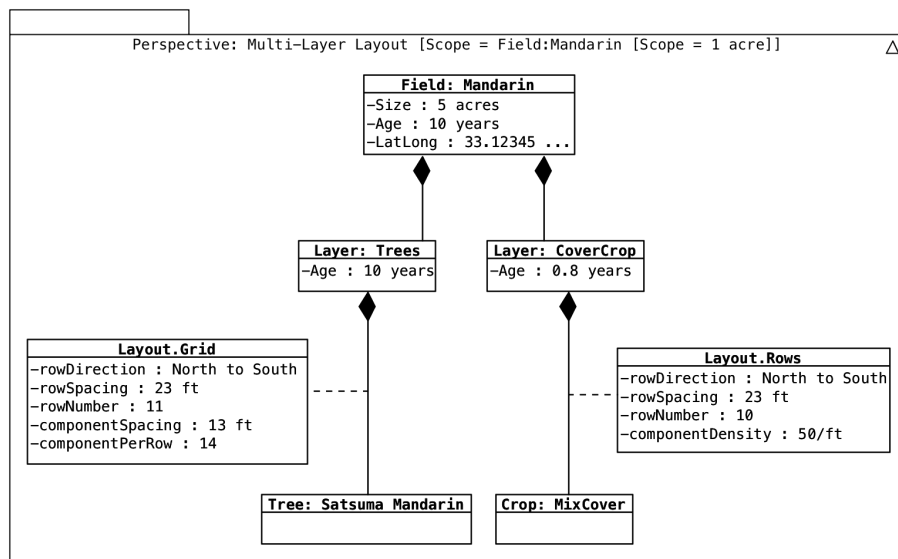 Perspective: Multi-Layer Layout [Scope = Field:Mandarin [Scope = 1 acre]]
Field: Mandarin
-Size : 5 acres
-Age : 10 years
-LatLong : 33.12345 ...
Layer: Trees
-Age : 10 years
Layer: CoverCrop
-Age : 0.8 years
Layout.Grid
-rowDirection : North to South
-rowSpacing : 23 ft
-rowNumber : 11
-componentSpacing : 13 ft
-componentPerRow : 14
Layout.Rows
-rowDirection : North to South
-rowSpacing : 23 ft
-rowNumber : 10
-componentDensity : 50/ft
Tree: Satsuma Mandarin
Crop: MixCover